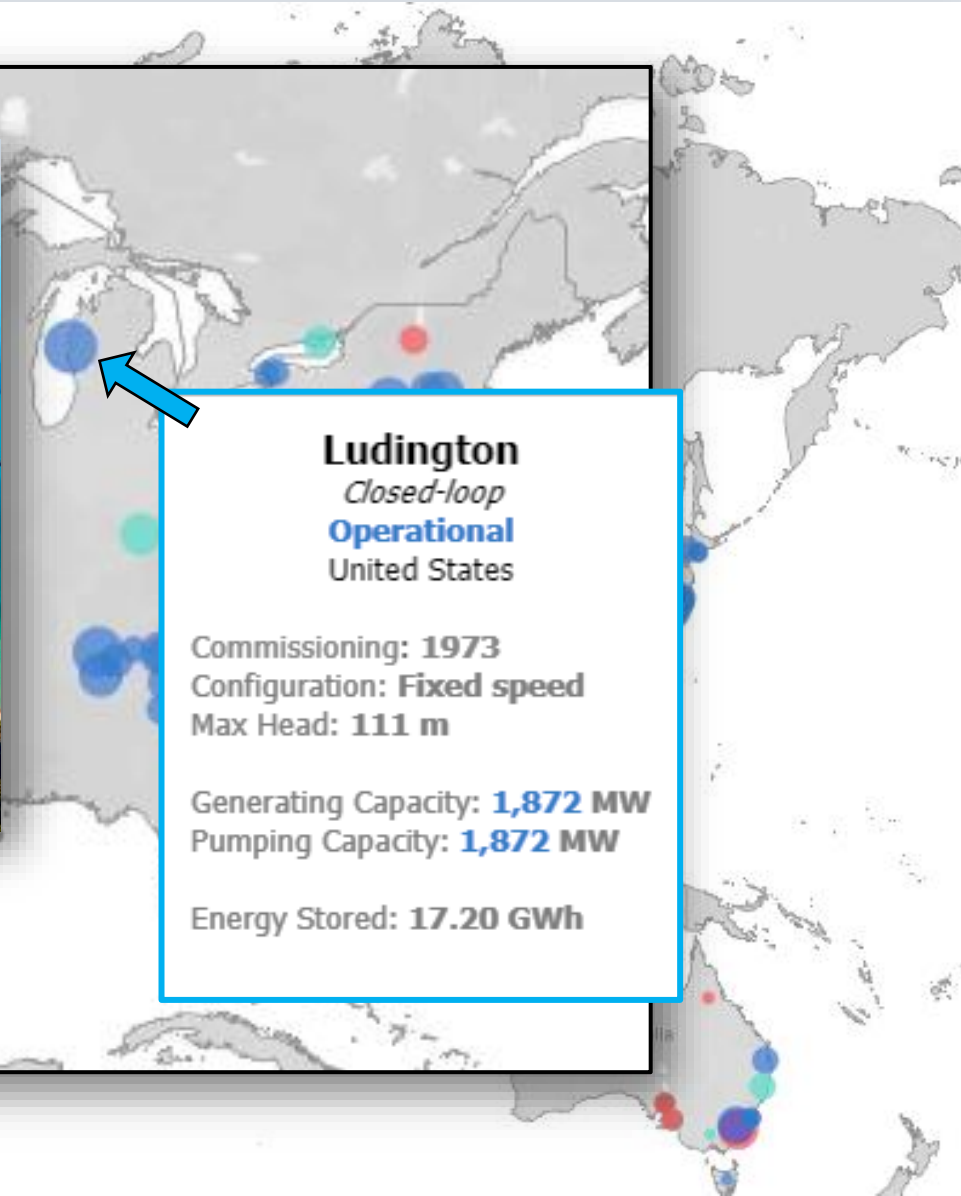 Ludington
Closed-loop
Operational
United States
Commissioning: 1973
Configuration: Fixed speed
Max Head: 111 m
Generating Capacity: 1,872 MW
Pumping Capacity: 1,872 MW
Energy Stored: 17.20 GWh